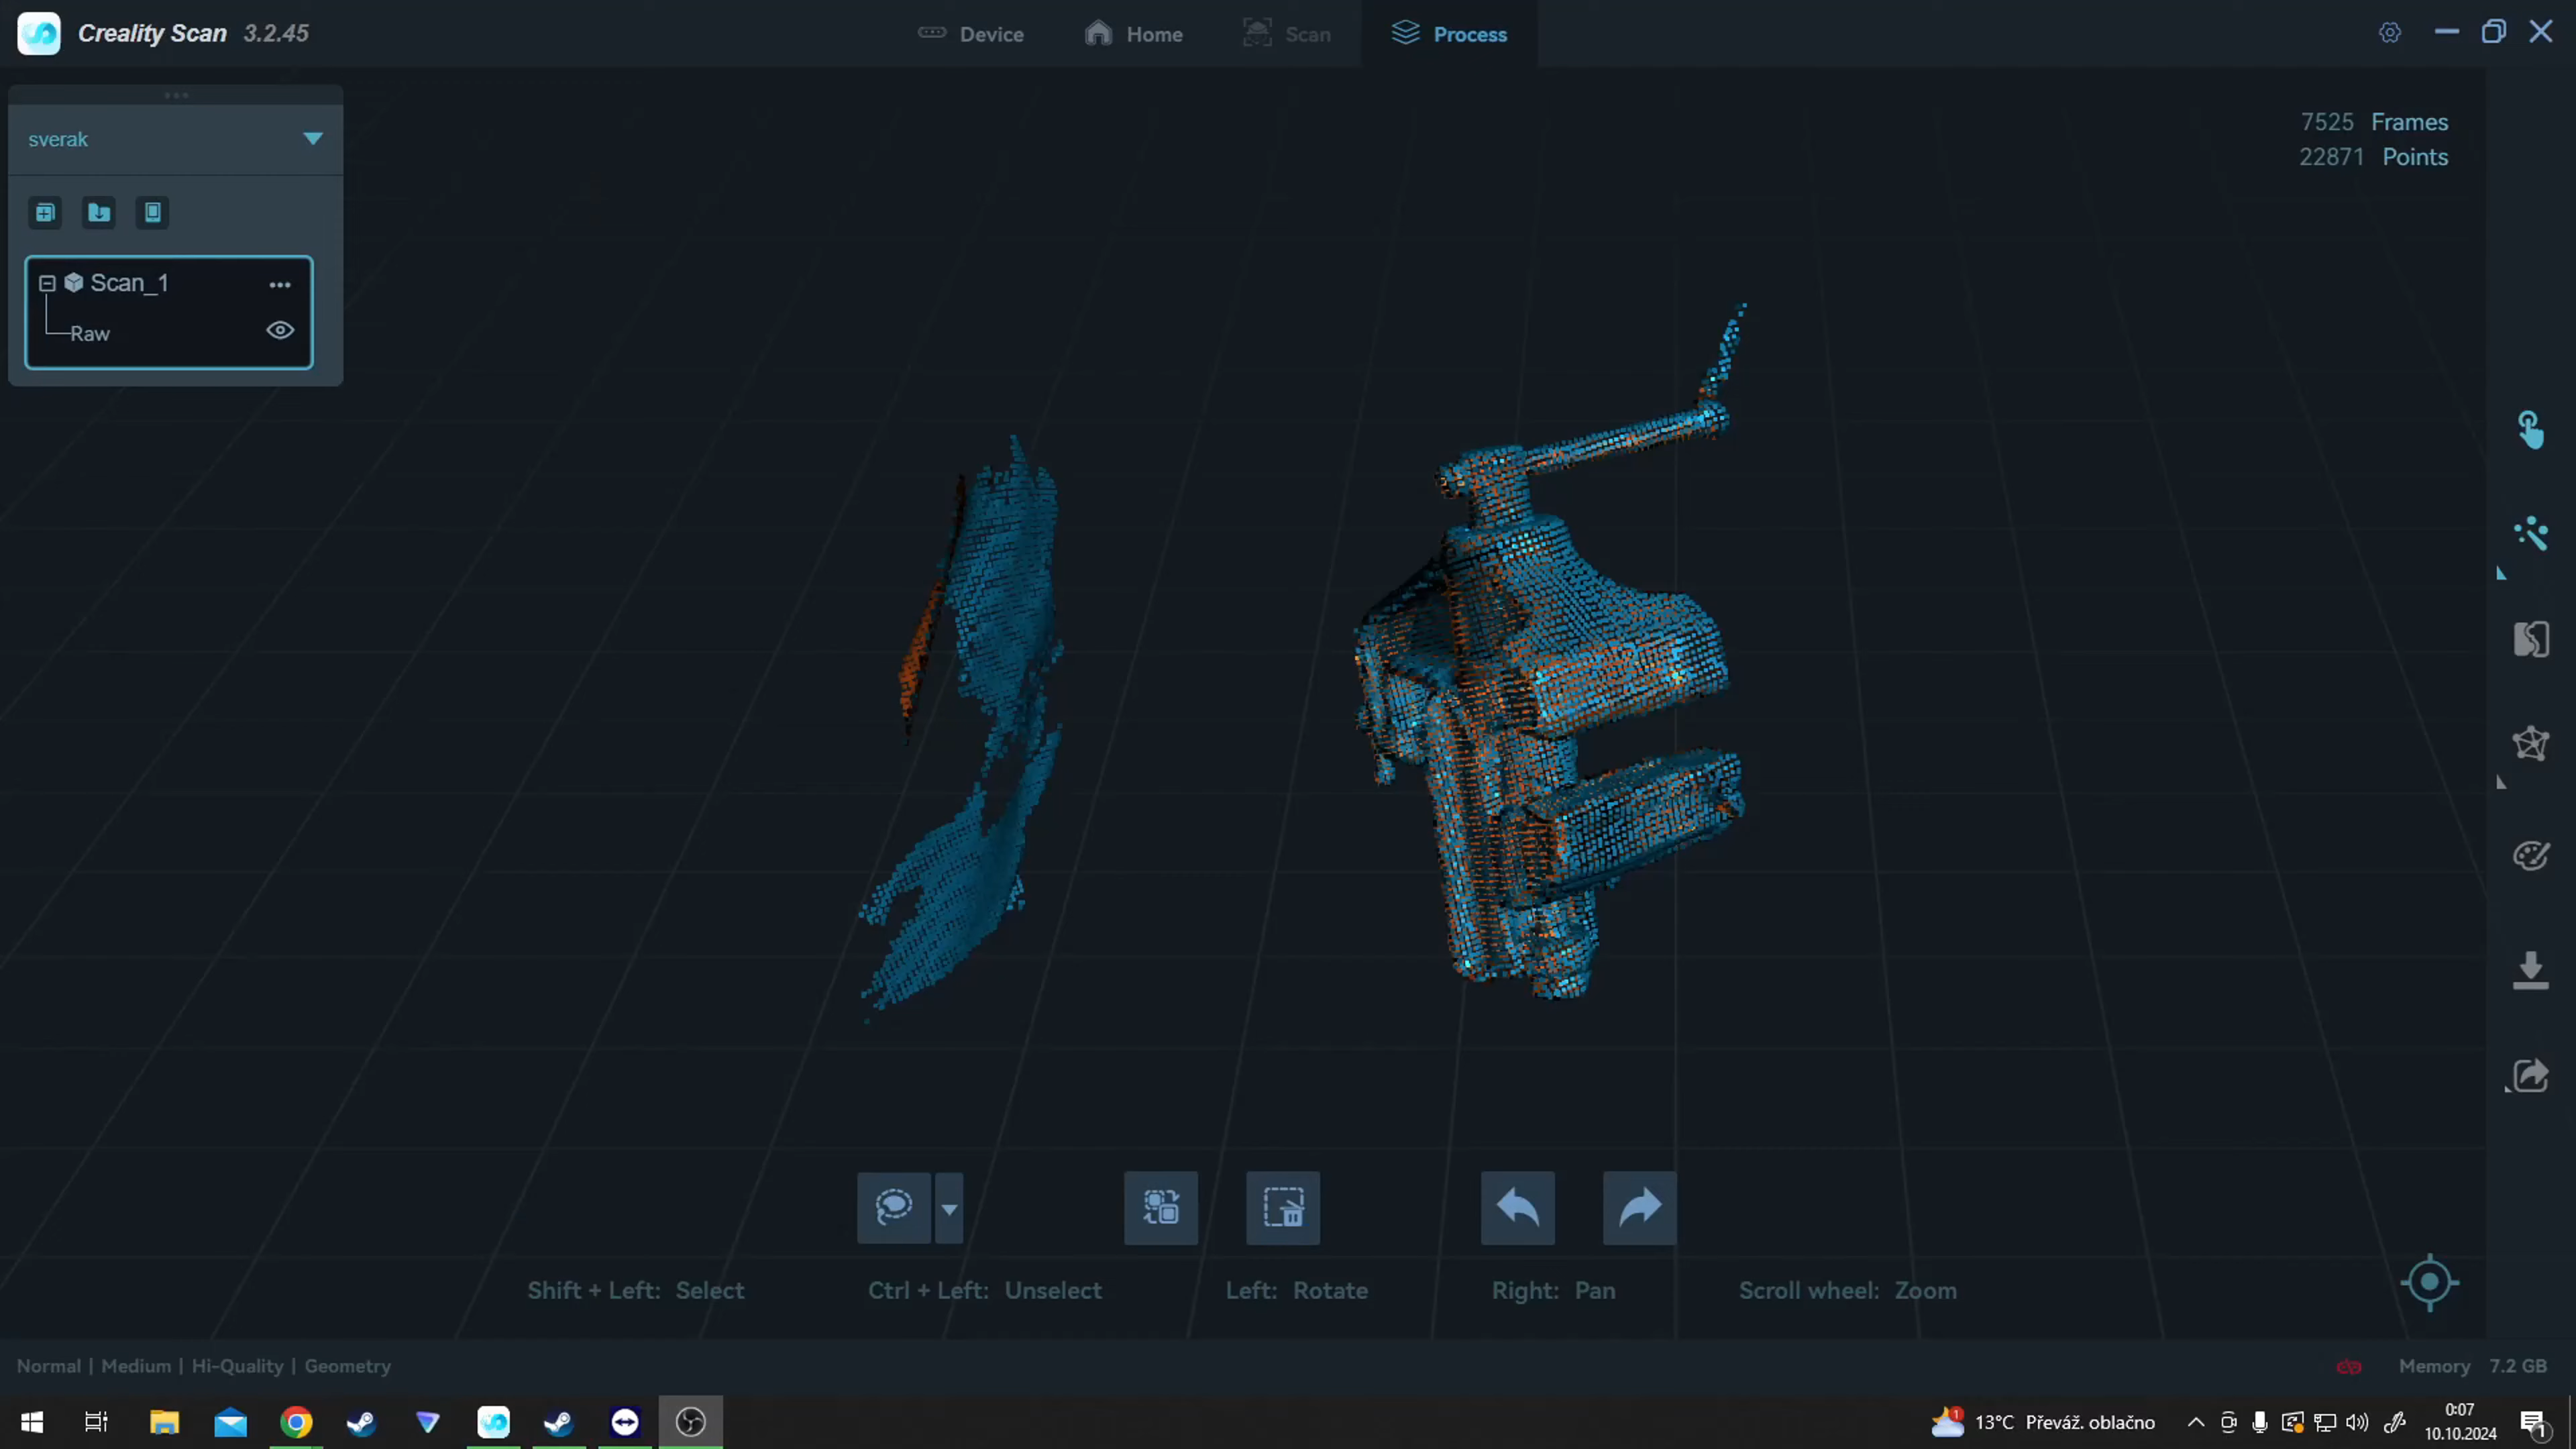 Creality Scan 3.2.45
Device
Home
Scan
Process
sverak
7525 Frames
22871 Points
Scan_1
Raw
Shift + Left: Select
Ctrl + Left: Unselect
Left: Rotate
Right: Pan
Scroll wheel: Zoom
Normal | Medium | Hi-Quality | Geometry
Memory 7.2 GB
1
13°C Převáž. oblačno
0:07
10.10.2024
1